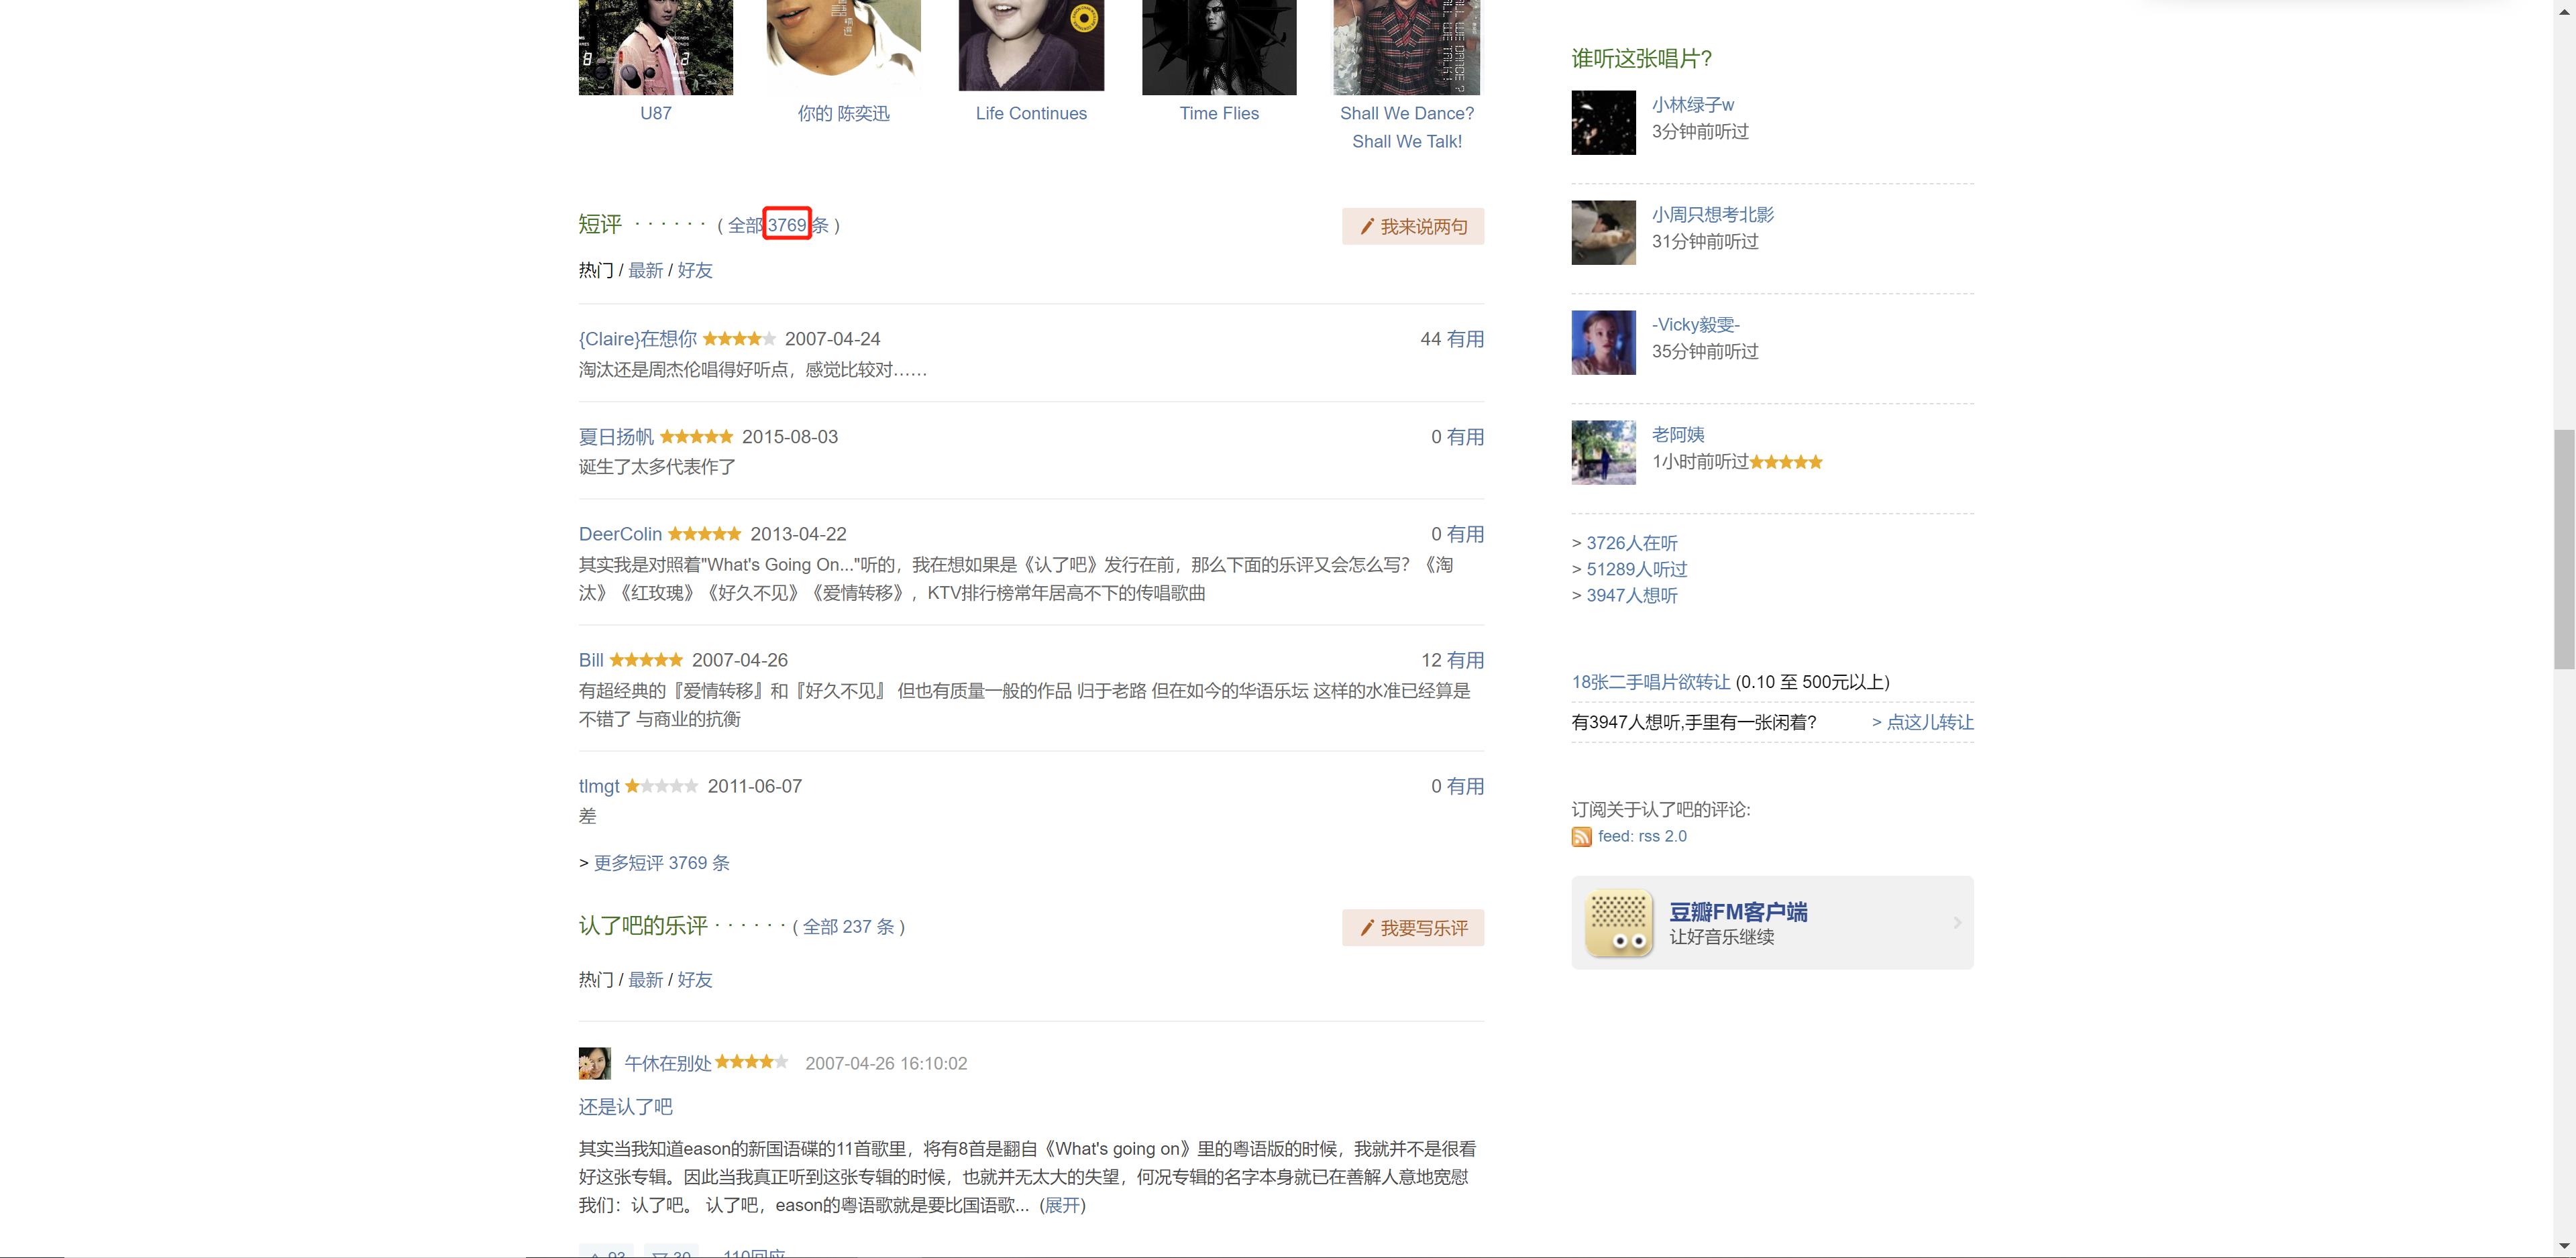 U87
你的 陈奕迅
Life Continues
Time Flies
Shall We Dance?
Shall We Talk!
短评 · · · · · · ( 全部 3769 条 )
我来说两句
热门 / 最新 / 好友
{Claire}在想你 2007-04-24
44 有用
淘汰还是周杰伦唱得好听点，感觉比较对……
夏日扬帆 2015-08-03
0 有用
诞生了太多代表作了
DeerColin 2013-04-22
0 有用
其实我是对照着"What's Going On..."听的，我在想如果是《认了吧》发行在前，那么下面的乐评又会怎么写？《淘
汰》《红玫瑰》《好久不见》《爱情转移》，KTV排行榜常年居高不下的传唱歌曲
Bill 2007-04-26
12 有用
有超经典的『爱情转移』和『好久不见』 但也有质量一般的作品 归于老路 但在如今的华语乐坛 这样的水准已经算是
不错了 与商业的抗衡
tlmgt 2011-06-07
0 有用
差
> 更多短评 3769 条
认了吧的乐评 · · · · · · ( 全部 237 条 )
我要写乐评
热门 / 最新 / 好友
午休在别处 2007-04-26 16:10:02
还是认了吧
其实当我知道eason的新国语碟的11首歌里，将有8首是翻自《What's going on》里的粤语版的时候，我就并不是很看
好这张专辑。因此当我真正听到这张专辑的时候，也就并无太大的失望，何况专辑的名字本身就已在善解人意地宽慰
我们：认了吧。 认了吧，eason的粤语歌就是要比国语歌... (展开)
93 30 110回应
谁听这张唱片?
小林绿子w
3分钟前听过
小周只想考北影
31分钟前听过
-Vicky毅雯-
35分钟前听过
老阿姨
1小时前听过
> 3726人在听
> 51289人听过
> 3947人想听
18张二手唱片欲转让 (0.10 至 500元以上)
有3947人想听,手里有一张闲着?
> 点这儿转让
订阅关于认了吧的评论:
feed: rss 2.0
豆瓣FM客户端
让好音乐继续